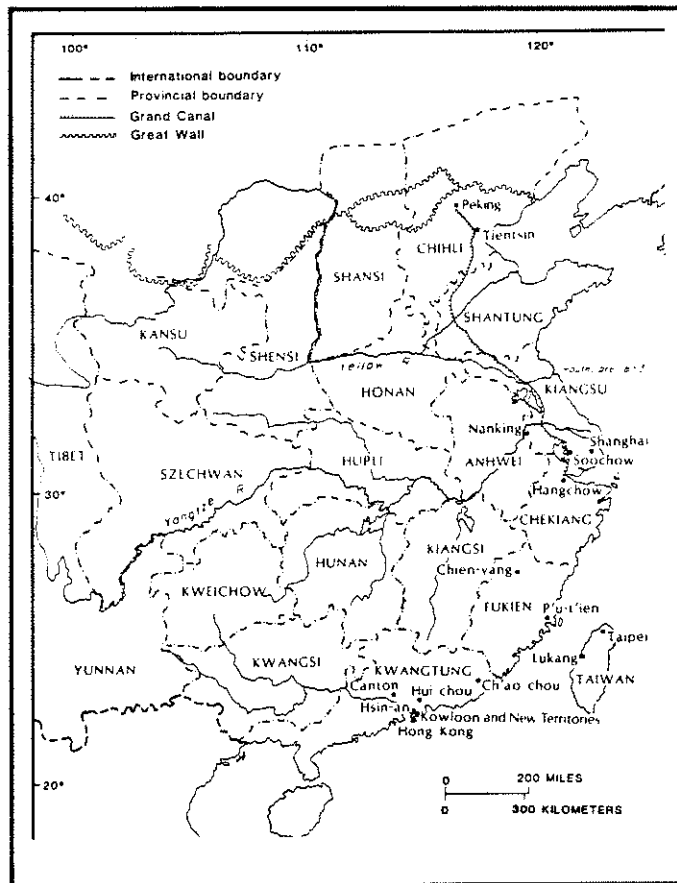 100° 110° 120°
International boundary
Provincial boundary
Grand Canal
Great Wall
40°
Peking
Tientsin
CHIHLI
SHANSI
SHANTUNG
KANSU
SHENSI
Yellow R
HONAN
KIANGSU
Nanking
Shanghai
TIBET
SZECHWAN
HUPEI
ANHWEI
Soochow
30°
Hangchow
Yangtze R
CHEKIANG
KIANGSI
HUNAN
Chien-yang
KWEICHOW
FUKIEN
P'u-t'ien
Taipei
YUNNAN
KWANGSI
KWANGTUNG
Lukang
TAIWAN
Canton
Hui chou
Ch'ao chou
Hsin-an
Kowloon and New Territories
Hong Kong
20°
0 200 MILES
0 300 KILOMETERS